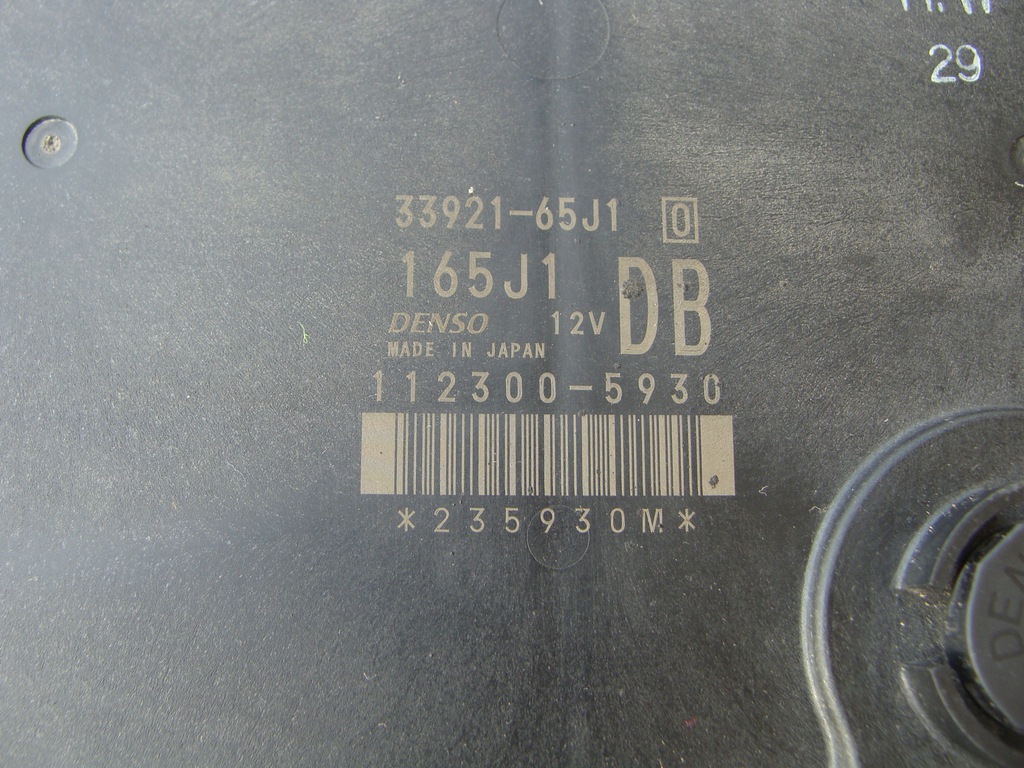 29
33921-65J1 0
165J1 DB
DENSO 12V
MADE IN JAPAN
112300-5930
*235930M*